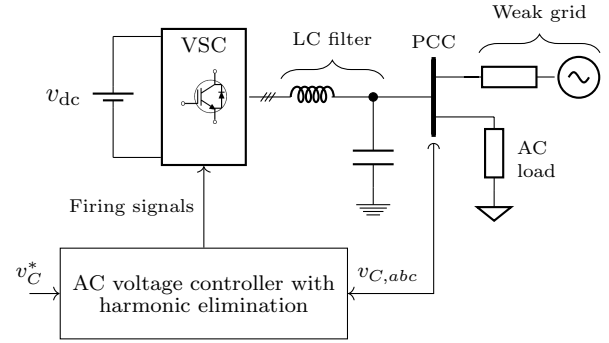 Weak grid
VSC
LC filter
PCC
v_dc
AC
load
Firing signals
v_C^*
AC voltage controller with
harmonic elimination
v_{C,abc}